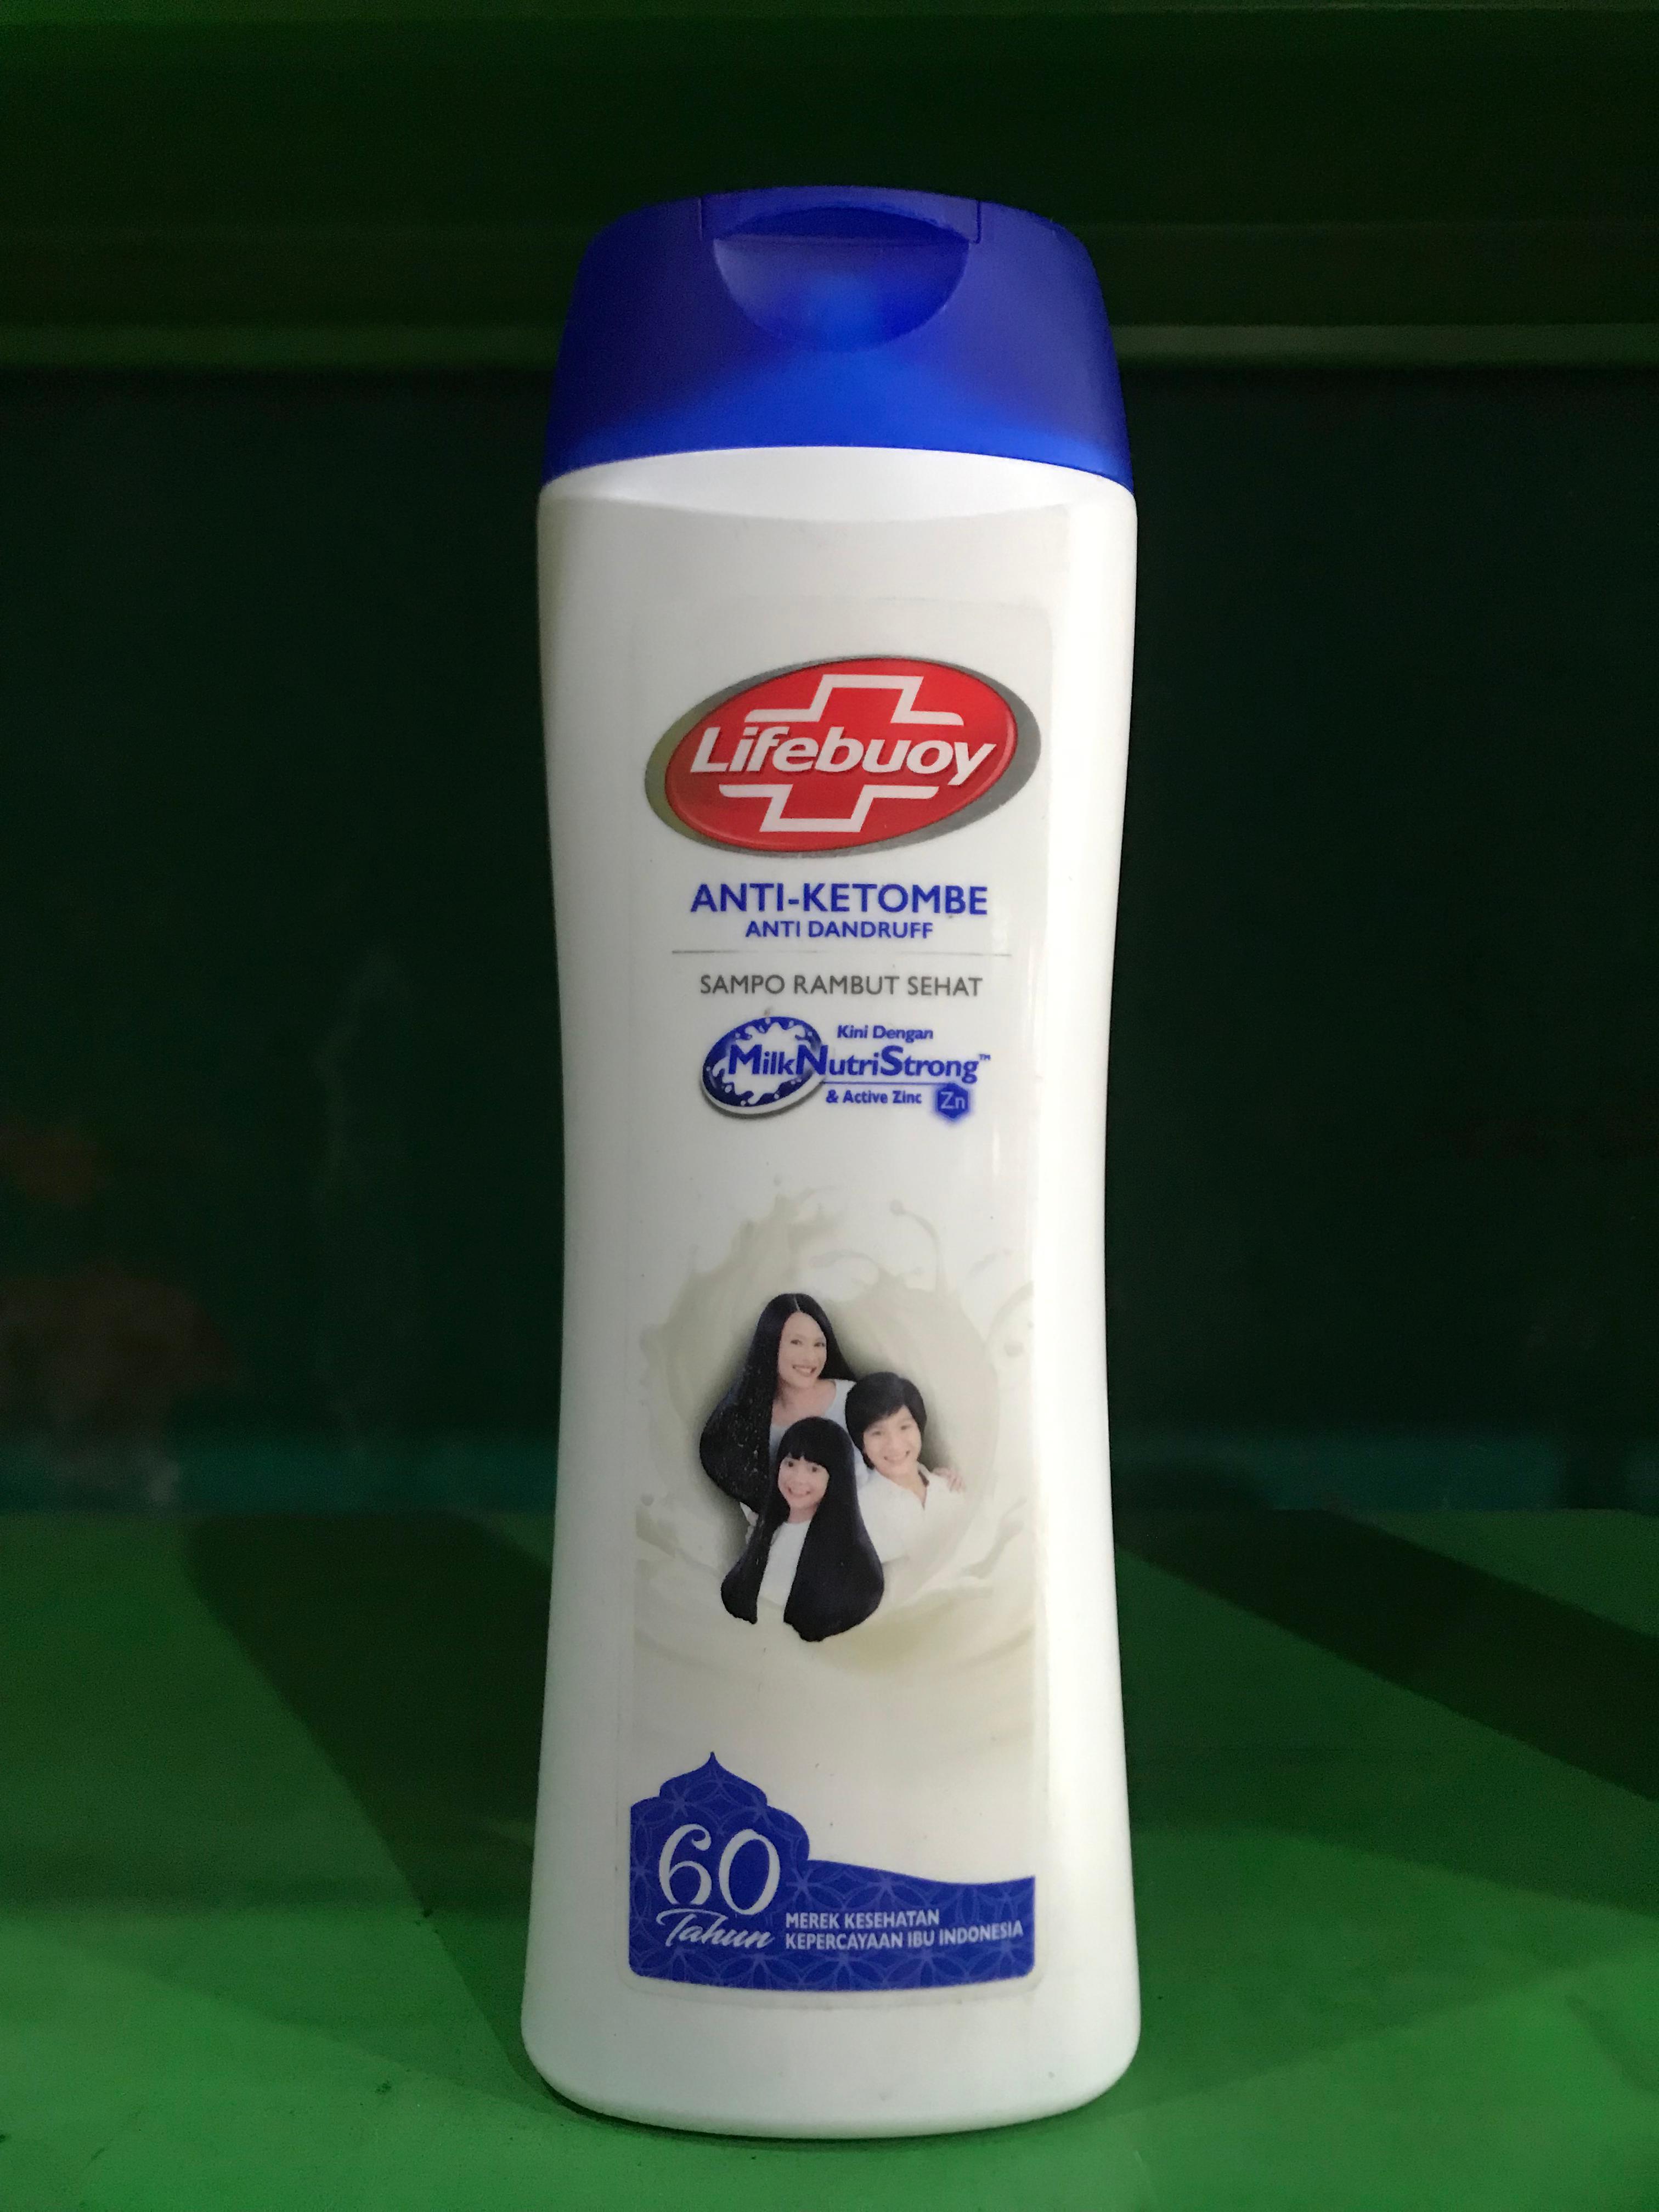 Lifebuoy
ANTI-KETOMBE
ANTI DANDRUFF
SAMPO RAMBUT SEHAT
Kini Dengan
MilkNutriStrong™
& Active Zinc Zn
60
Tahun
MEREK KESEHATAN
KEPERCAYAAN IBU INDONESIA